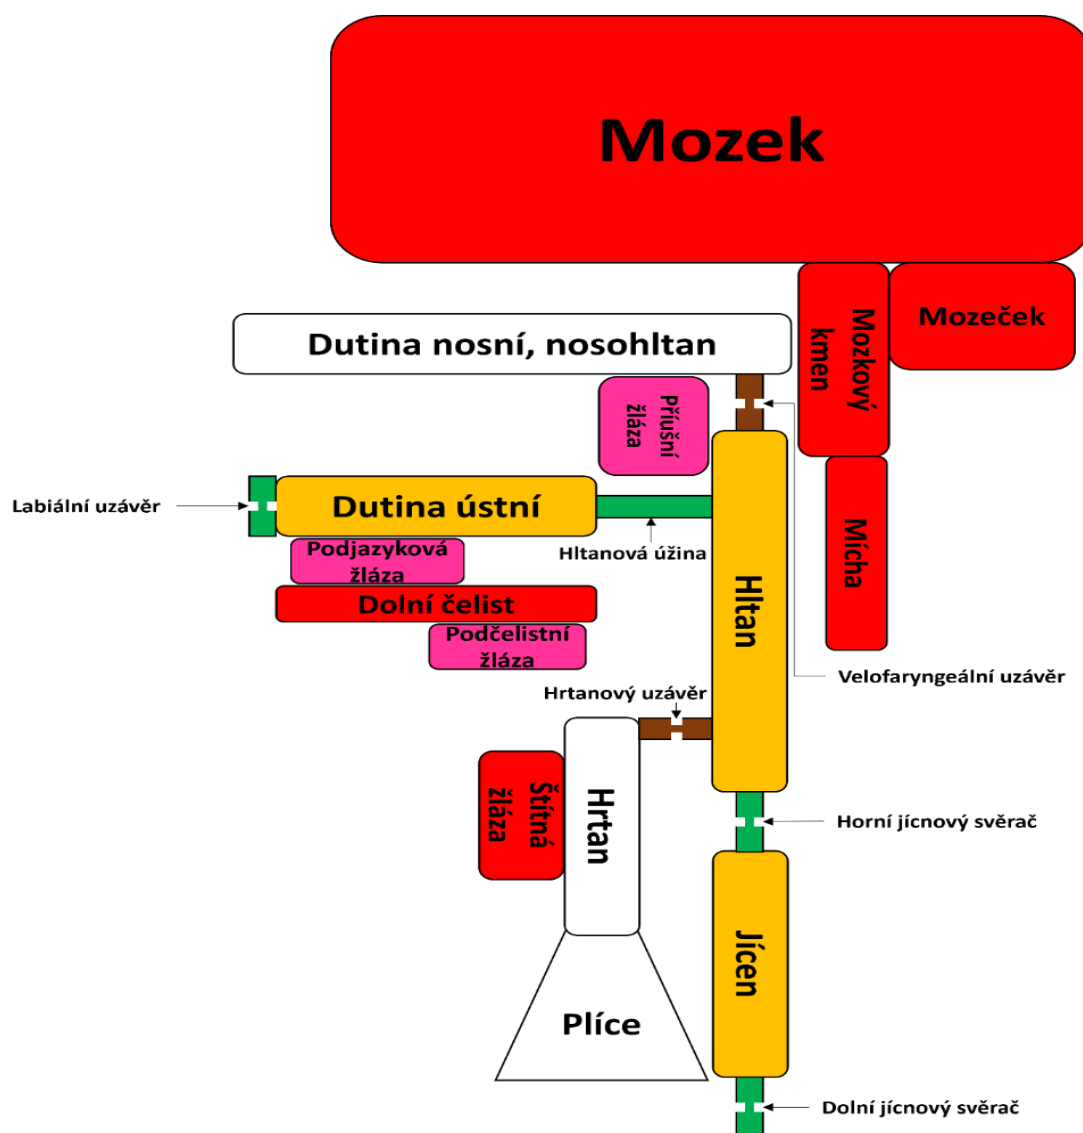 Mozek
Mozkový
kmen
Mozeček
Dutina nosní, nosohltan
Příušní
žláza
Labiální uzávěr
Dutina ústní
Hltanová úžina
Podjazyková
žláza
Dolní čelist
Podčelistní
žláza
Hltan
Mícha
Velofaryngeální uzávěr
Hrtanový uzávěr
Štítná
žláza
Hrtan
Horní jícnový svěrač
Jícen
Plíce
Dolní jícnový svěrač